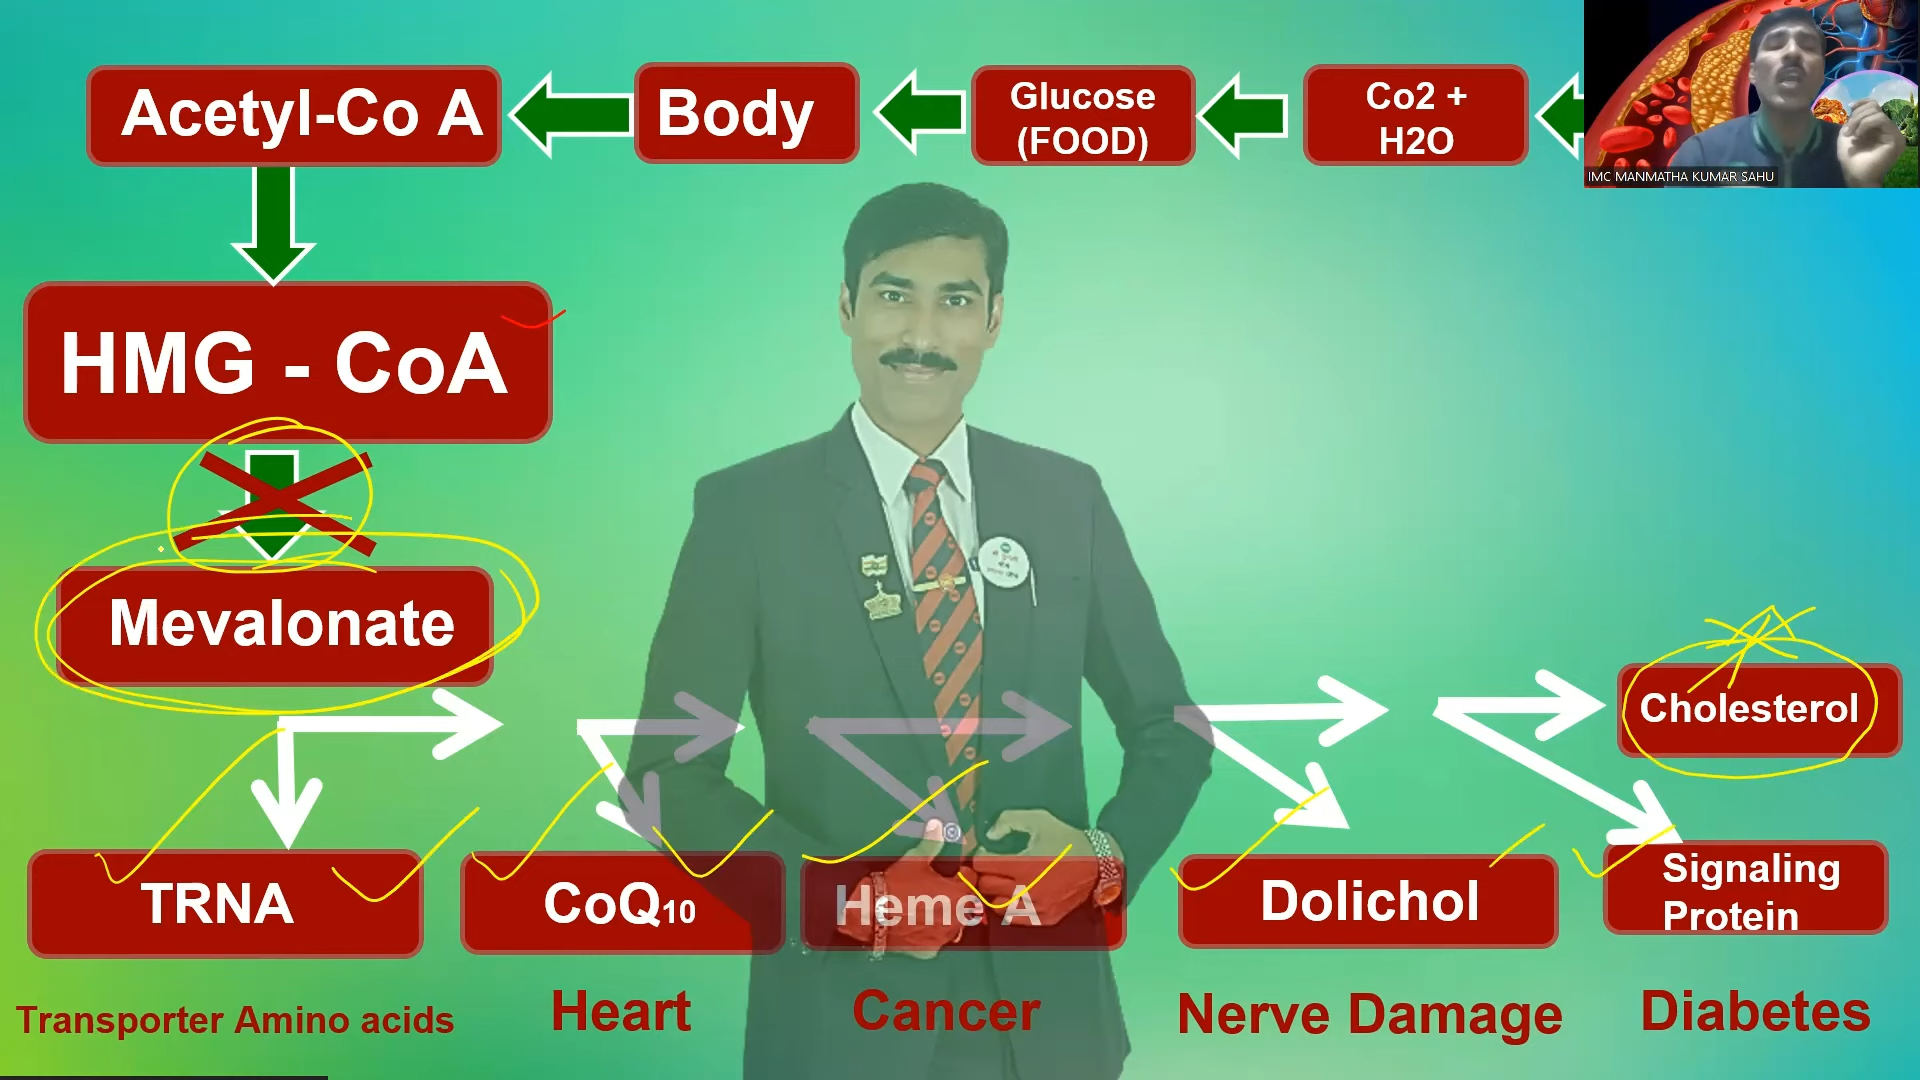 Acetyl-Co A
Body
Glucose
(FOOD)
Co2 +
H2O
IMC MANMATHA KUMAR SAHU
HMG - CoA
Mevalonate
Cholesterol
TRNA
CoQ10
Heme A
Dolichol
Signaling
Protein
Transporter Amino acids
Heart
Cancer
Nerve Damage
Diabetes